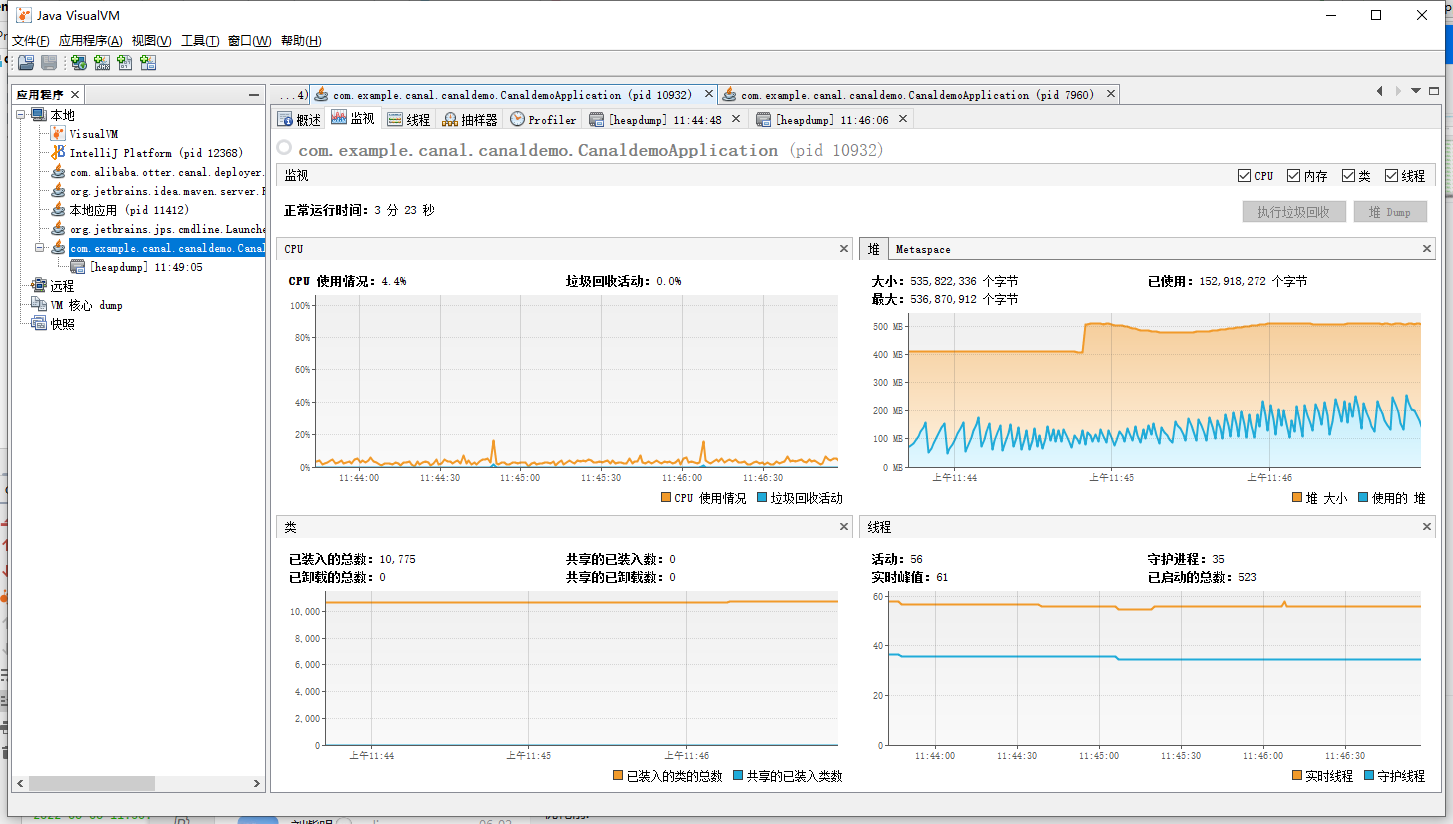 Java VisualVM
文件(F) 应用程序(A) 视图(V) 工具(T) 窗口(W) 帮助(H)
应用程序
本地
VisualVM
IntelliJ Platform (pid 12368)
com.alibaba.otter.canal.deployer.
org.jetbrains.idea.maven.server.
本地应用 (pid 11412)
org.jetbrains.jps.cmdline.Launche
com.example.canal.canaldemo.Canal
[heapdump] 11:49:05
远程
VM 核心 dump
快照
...4) com.example.canal.canaldemo.CanaldemoApplication (pid 10932) com.example.canal.canaldemo.CanaldemoApplication (pid 7960)
概述 监视 线程 抽样器 Profiler [heapdump] 11:44:48 [heapdump] 11:46:06
com.example.canal.canaldemo.CanaldemoApplication (pid 10932)
监视 CPU 内存 类 线程
正常运行时间: 3 分 23 秒 执行垃圾回收 堆 Dump
CPU
CPU 使用情况: 4.4% 垃圾回收活动: 0.0%
100%
80%
60%
40%
20%
0%
11:44:00 11:44:30 11:45:00 11:45:30 11:46:00 11:46:30
CPU 使用情况 垃圾回收活动
堆 Metaspace
大小: 535,822,336 个字节 已使用: 152,918,272 个字节
最大: 536,870,912 个字节
500 MB
400 MB
300 MB
200 MB
100 MB
0 MB
上午11:44 上午11:45 上午11:46
堆 大小 使用的 堆
类
已装入的总数: 10,775 共享的已装入数: 0
已卸载的总数: 0 共享的已卸载数: 0
10,000
8,000
6,000
4,000
2,000
0
上午11:44 上午11:45 上午11:46
已装入的类的总数 共享的已装入类数
线程
活动: 56 守护进程: 35
实时峰值: 61 已启动的总数: 523
60
40
20
0
11:44:00 11:44:30 11:45:00 11:45:30 11:46:00 11:46:30
实时线程 守护线程